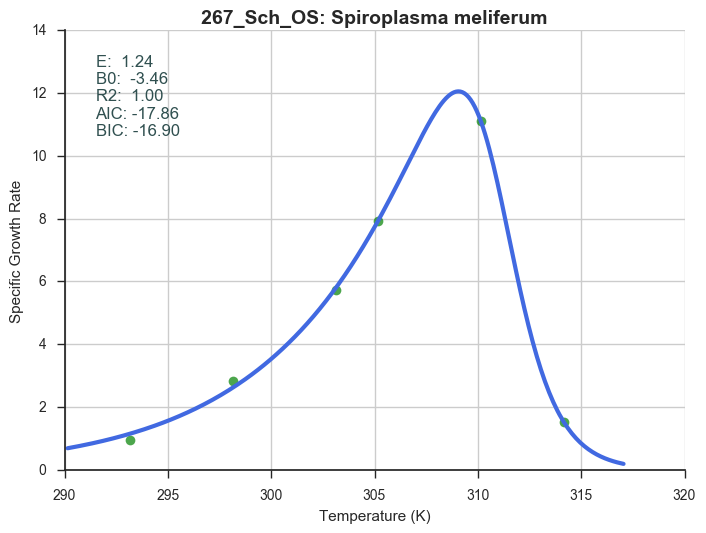 267_Sch_OS: Spiroplasma meliferum
E:  1.24
B0:  -3.46
R2:  1.00
AIC: -17.86
BIC: -16.90
Specific Growth Rate
14
12
10
8
6
4
2
0
290 295 300 305 310 315 320
Temperature (K)